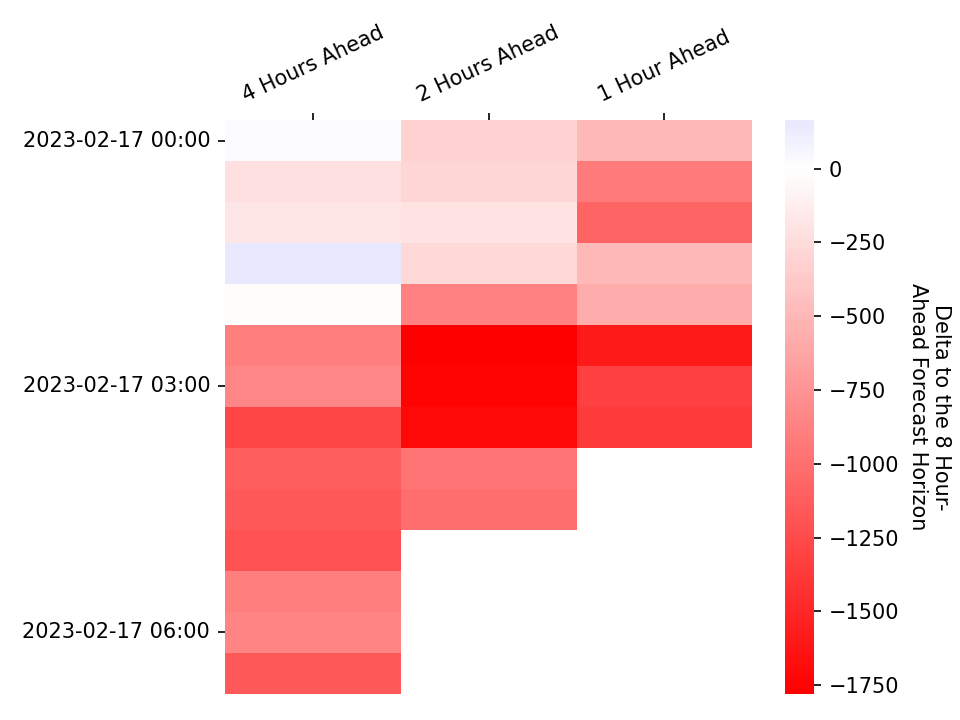 4 Hours Ahead
2 Hours Ahead
1 Hour Ahead
2023-02-17 00:00
2023-02-17 03:00
2023-02-17 06:00
0
−250
−500
−750
−1000
−1250
−1500
−1750
Delta to the 8 Hour-
Ahead Forecast Horizon